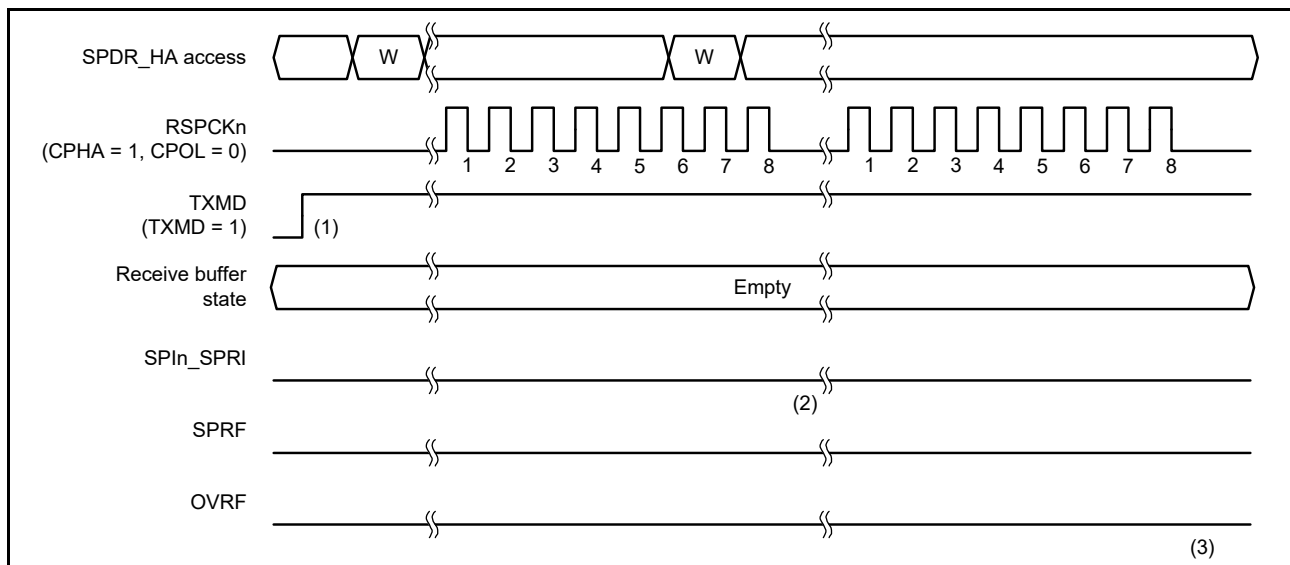 SPDR_HA access
W
W
RSPCKn
(CPHA = 1, CPOL = 0)
1 2 3 4 5 6 7 8
1 2 3 4 5 6 7 8
TXMD
(TXMD = 1)
(1)
Receive buffer
state
Empty
SPIn_SPRI
(2)
SPRF
OVRF
(3)